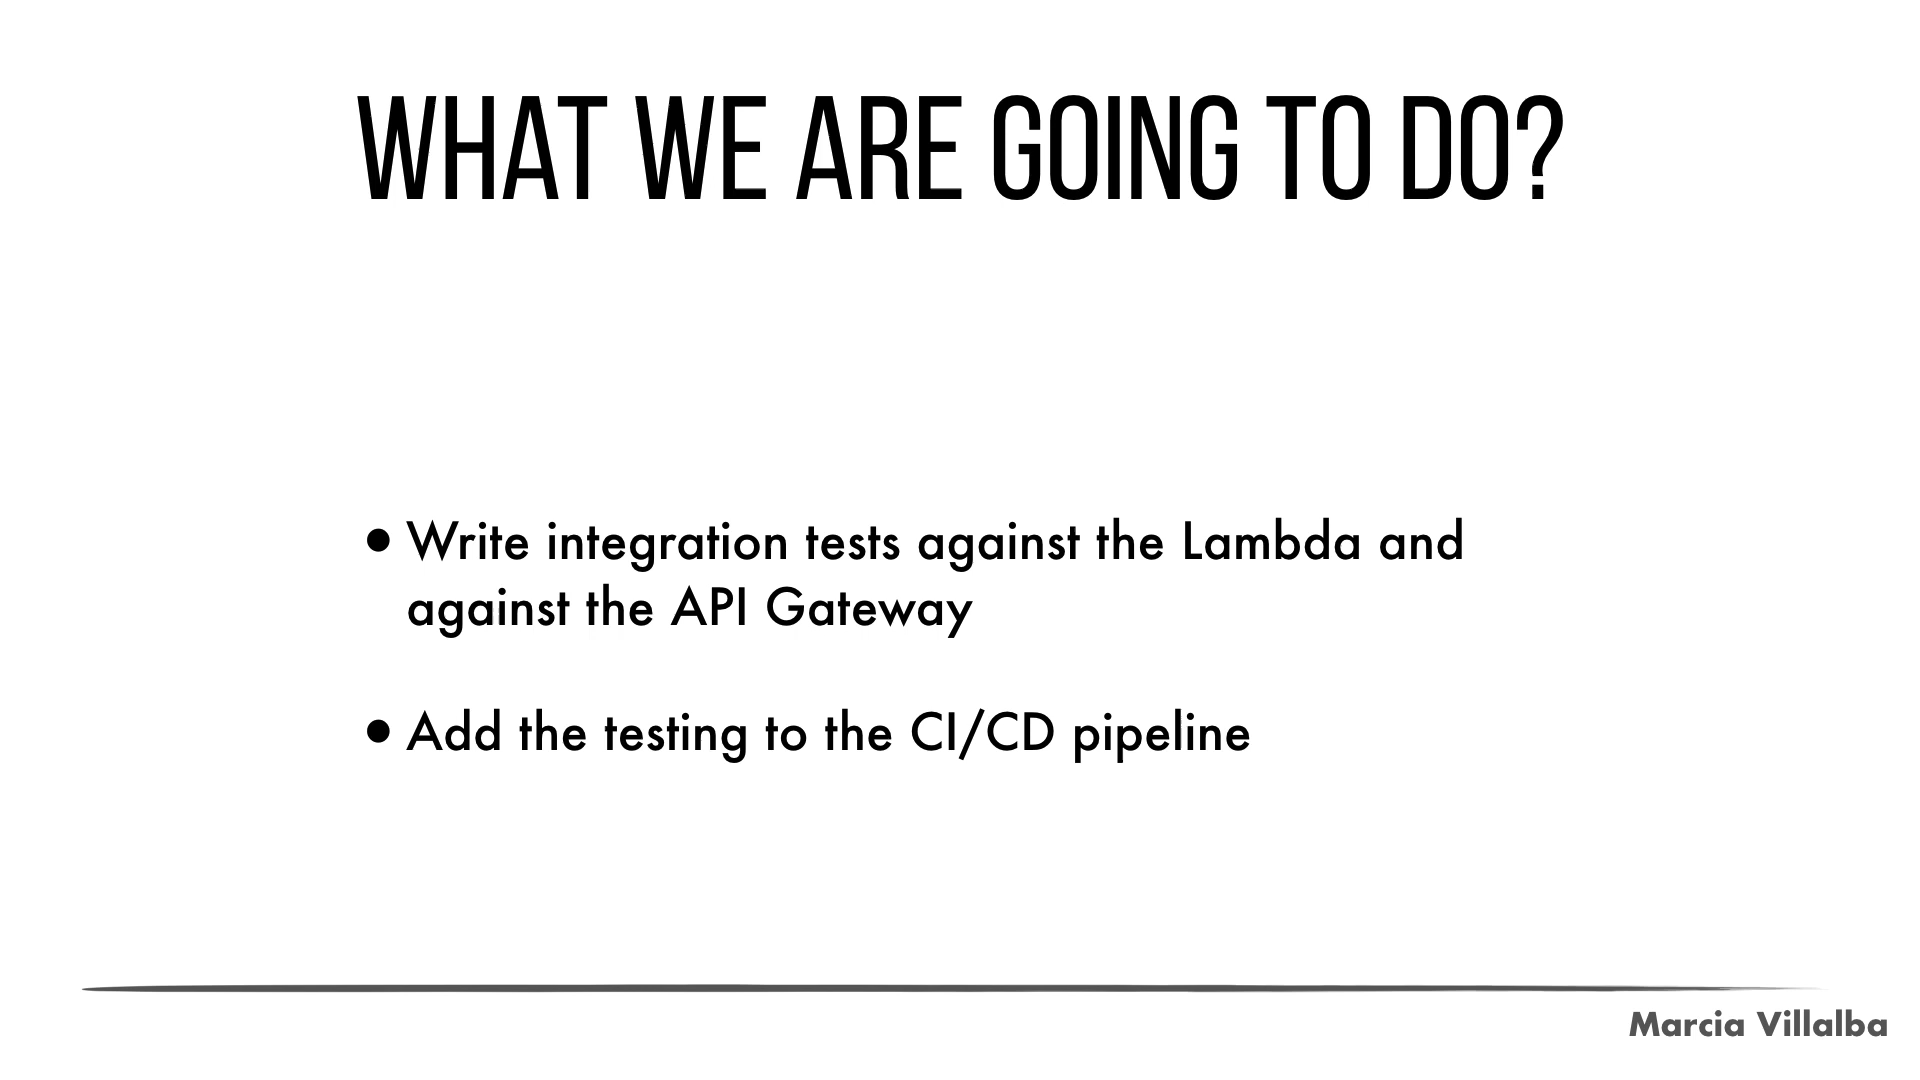 WHAT WE ARE GOING TO DO?
• Write integration tests against the Lambda and
against the API Gateway
• Add the testing to the CI/CD pipeline
Marcia Villalba